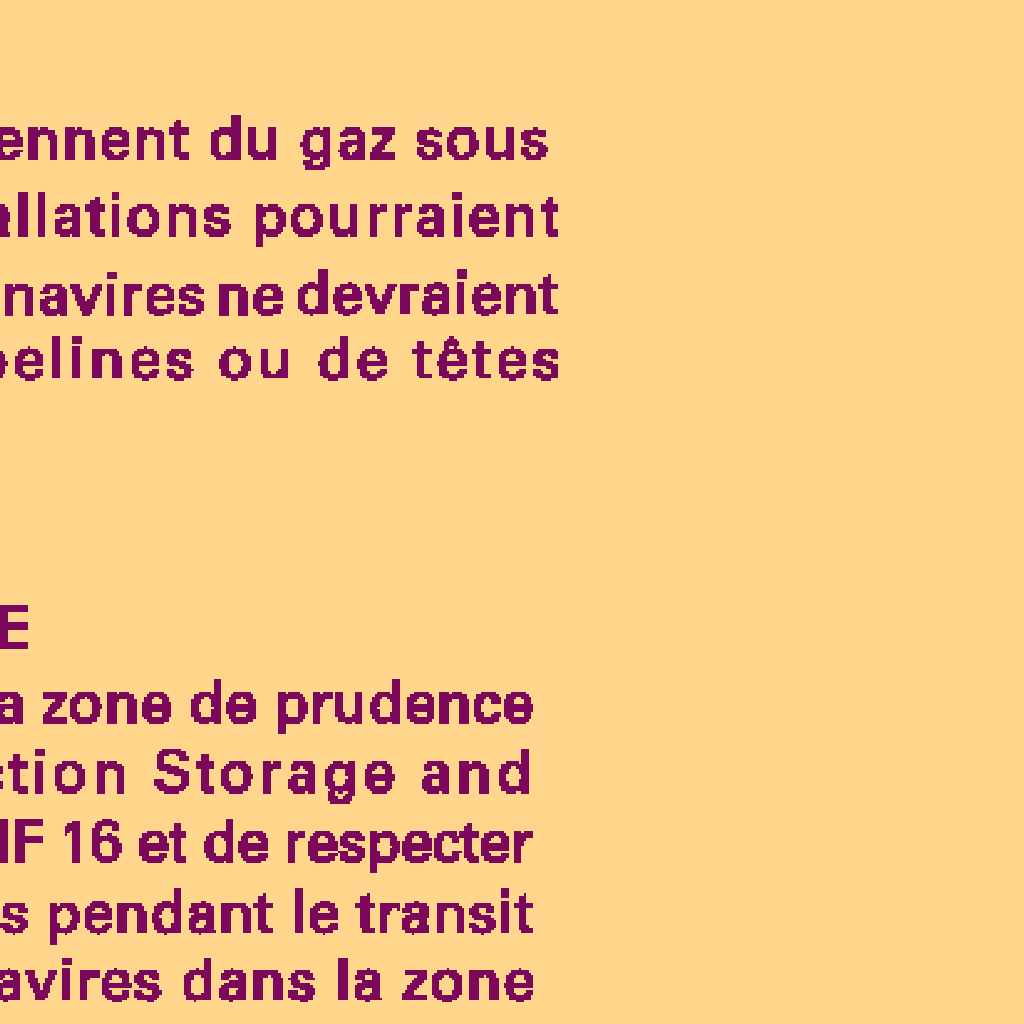 ennent du gaz sous
allations pourraient
navires ne devraient
pelines ou de têtes
E
a zone de prudence
ction Storage and
HF 16 et de respecter
s pendant le transit
avires dans la zone